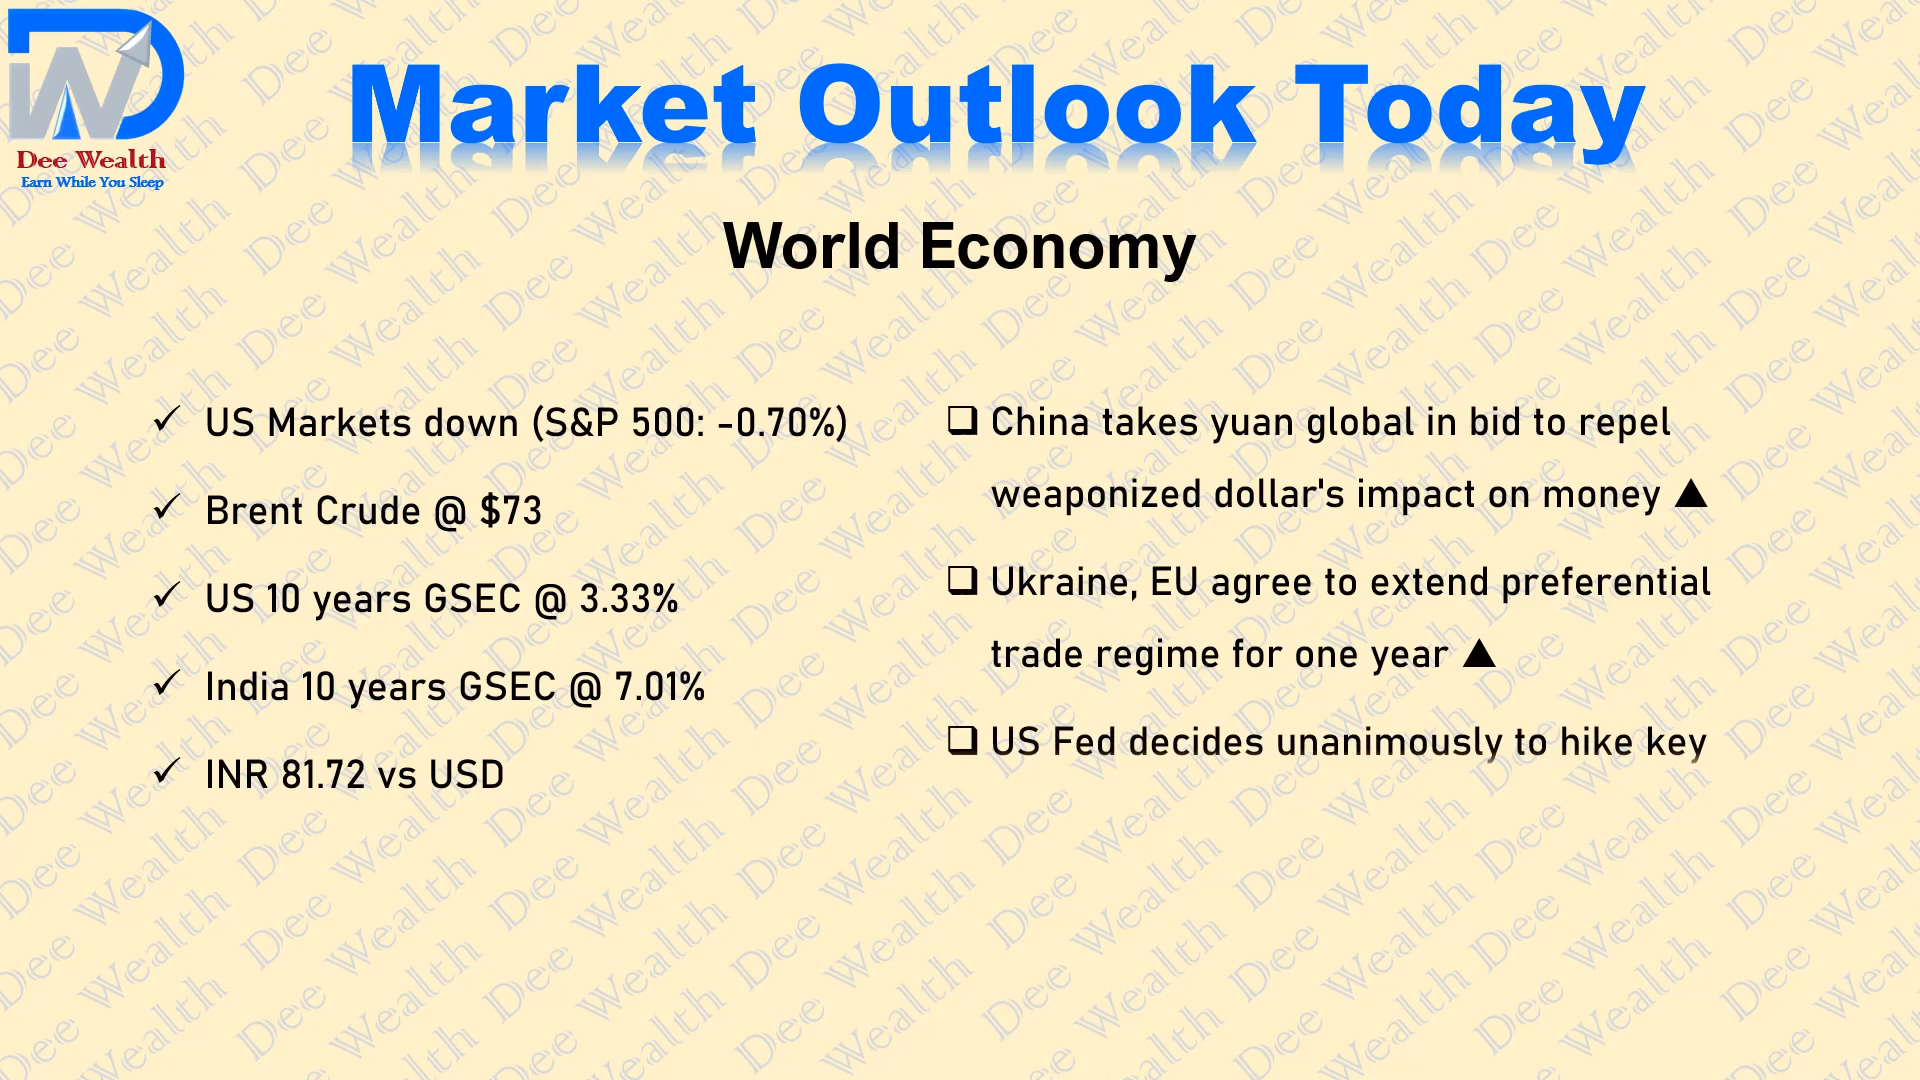 Dee Wealth
Earn While You Sleep
Market Outlook Today
World Economy
✓ US Markets down (S&P 500: -0.70%)
✓ Brent Crude @ $73
✓ US 10 years GSEC @ 3.33%
✓ India 10 years GSEC @ 7.01%
✓ INR 81.72 vs USD
❑ China takes yuan global in bid to repel
weaponized dollar's impact on money ▲
❑ Ukraine, EU agree to extend preferential
trade regime for one year ▲
❑ US Fed decides unanimously to hike key